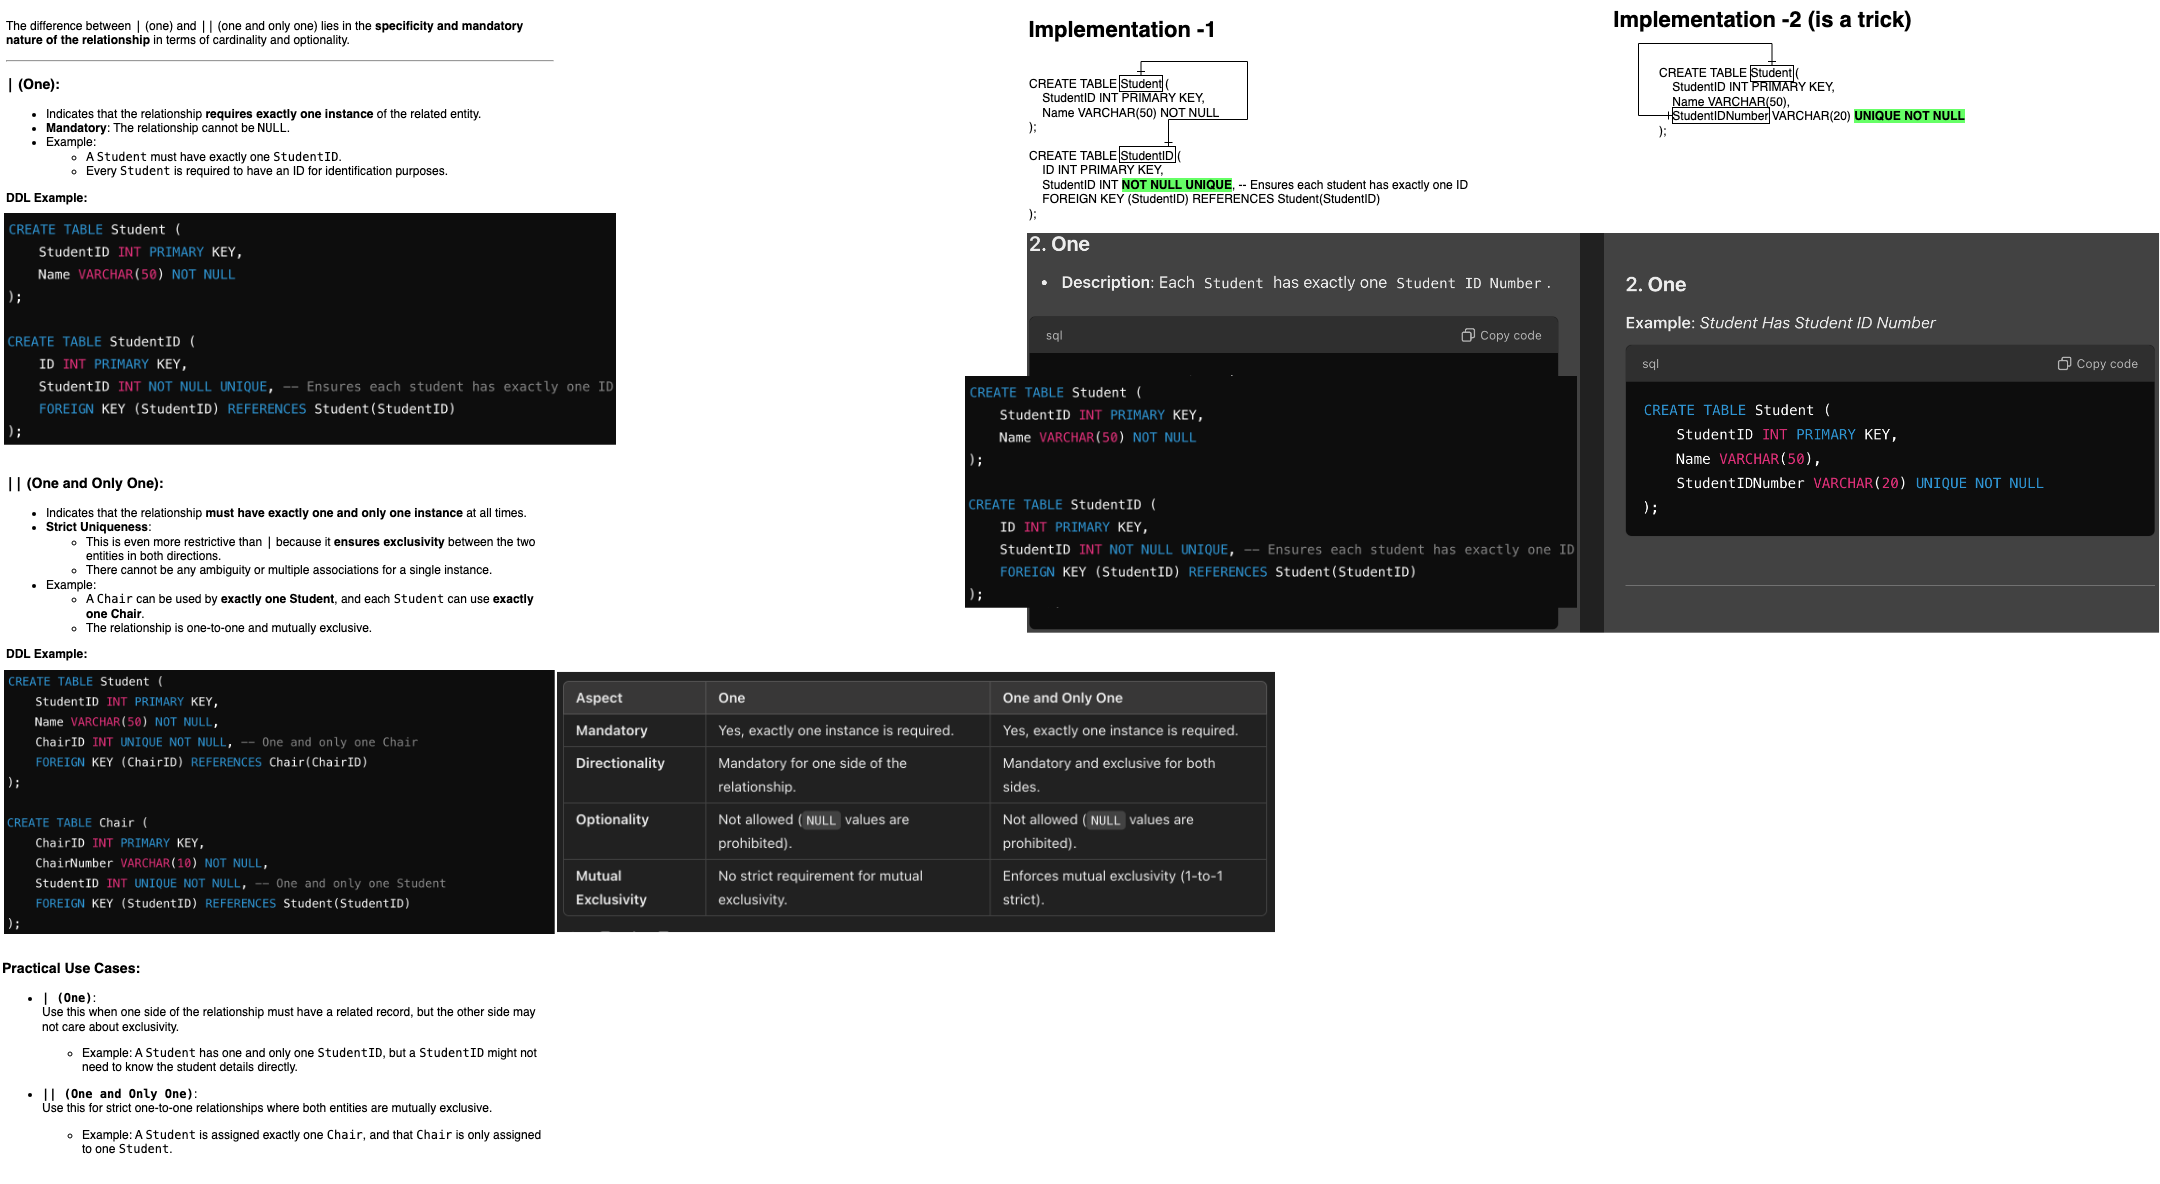 The difference between | (one) and || (one and only one) lies in the specificity and mandatory
nature of the relationship in terms of cardinality and optionality.
| (One):
• Indicates that the relationship requires exactly one instance of the related entity.
• Mandatory: The relationship cannot be NULL.
• Example:
◦ A Student must have exactly one StudentID.
◦ Every Student is required to have an ID for identification purposes.
DDL Example:
CREATE TABLE Student (
StudentID INT PRIMARY KEY,
Name VARCHAR(50) NOT NULL
);
CREATE TABLE StudentID (
ID INT PRIMARY KEY,
StudentID INT NOT NULL UNIQUE, -- Ensures each student has exactly one ID
FOREIGN KEY (StudentID) REFERENCES Student(StudentID)
);
|| (One and Only One):
• Indicates that the relationship must have exactly one and only one instance at all times.
• Strict Uniqueness:
◦ This is even more restrictive than | because it ensures exclusivity between the two
entities in both directions.
◦ There cannot be any ambiguity or multiple associations for a single instance.
• Example:
◦ A Chair can be used by exactly one Student, and each Student can use exactly
one Chair.
◦ The relationship is one-to-one and mutually exclusive.
DDL Example:
CREATE TABLE Student (
StudentID INT PRIMARY KEY,
Name VARCHAR(50) NOT NULL,
ChairID INT UNIQUE NOT NULL, -- One and only one Chair
FOREIGN KEY (ChairID) REFERENCES Chair(ChairID)
);
CREATE TABLE Chair (
ChairID INT PRIMARY KEY,
ChairNumber VARCHAR(10) NOT NULL,
StudentID INT UNIQUE NOT NULL, -- One and only one Student
FOREIGN KEY (StudentID) REFERENCES Student(StudentID)
);
Aspect One One and Only One
Mandatory Yes, exactly one instance is required. Yes, exactly one instance is required.
Directionality Mandatory for one side of the Mandatory and exclusive for both
relationship. sides.
Optionality Not allowed (NULL values are Not allowed (NULL values are
prohibited). prohibited).
Mutual No strict requirement for mutual Enforces mutual exclusivity (1-to-1
Exclusivity exclusivity. strict).
Practical Use Cases:
• | (One):
Use this when one side of the relationship must have a related record, but the other side may
not care about exclusivity.
◦ Example: A Student has one and only one StudentID, but a StudentID might not
need to know the student details directly.
• || (One and Only One):
Use this for strict one-to-one relationships where both entities are mutually exclusive.
◦ Example: A Student is assigned exactly one Chair, and that Chair is only assigned
to one Student.
Implementation -1
CREATE TABLE Student (
StudentID INT PRIMARY KEY,
Name VARCHAR(50) NOT NULL
);
CREATE TABLE StudentID (
ID INT PRIMARY KEY,
StudentID INT NOT NULL UNIQUE, -- Ensures each student has exactly one ID
FOREIGN KEY (StudentID) REFERENCES Student(StudentID)
);
2. One
• Description: Each Student has exactly one Student ID Number.
sql Copy code
CREATE TABLE Student (
StudentID INT PRIMARY KEY,
Name VARCHAR(50) NOT NULL
);
CREATE TABLE StudentID (
ID INT PRIMARY KEY,
StudentID INT NOT NULL UNIQUE, -- Ensures each student has exactly one ID
FOREIGN KEY (StudentID) REFERENCES Student(StudentID)
);
Implementation -2 (is a trick)
CREATE TABLE Student (
StudentID INT PRIMARY KEY,
Name VARCHAR(50),
StudentIDNumber VARCHAR(20) UNIQUE NOT NULL
);
2. One
Example: Student Has Student ID Number
sql Copy code
CREATE TABLE Student (
StudentID INT PRIMARY KEY,
Name VARCHAR(50),
StudentIDNumber VARCHAR(20) UNIQUE NOT NULL
);